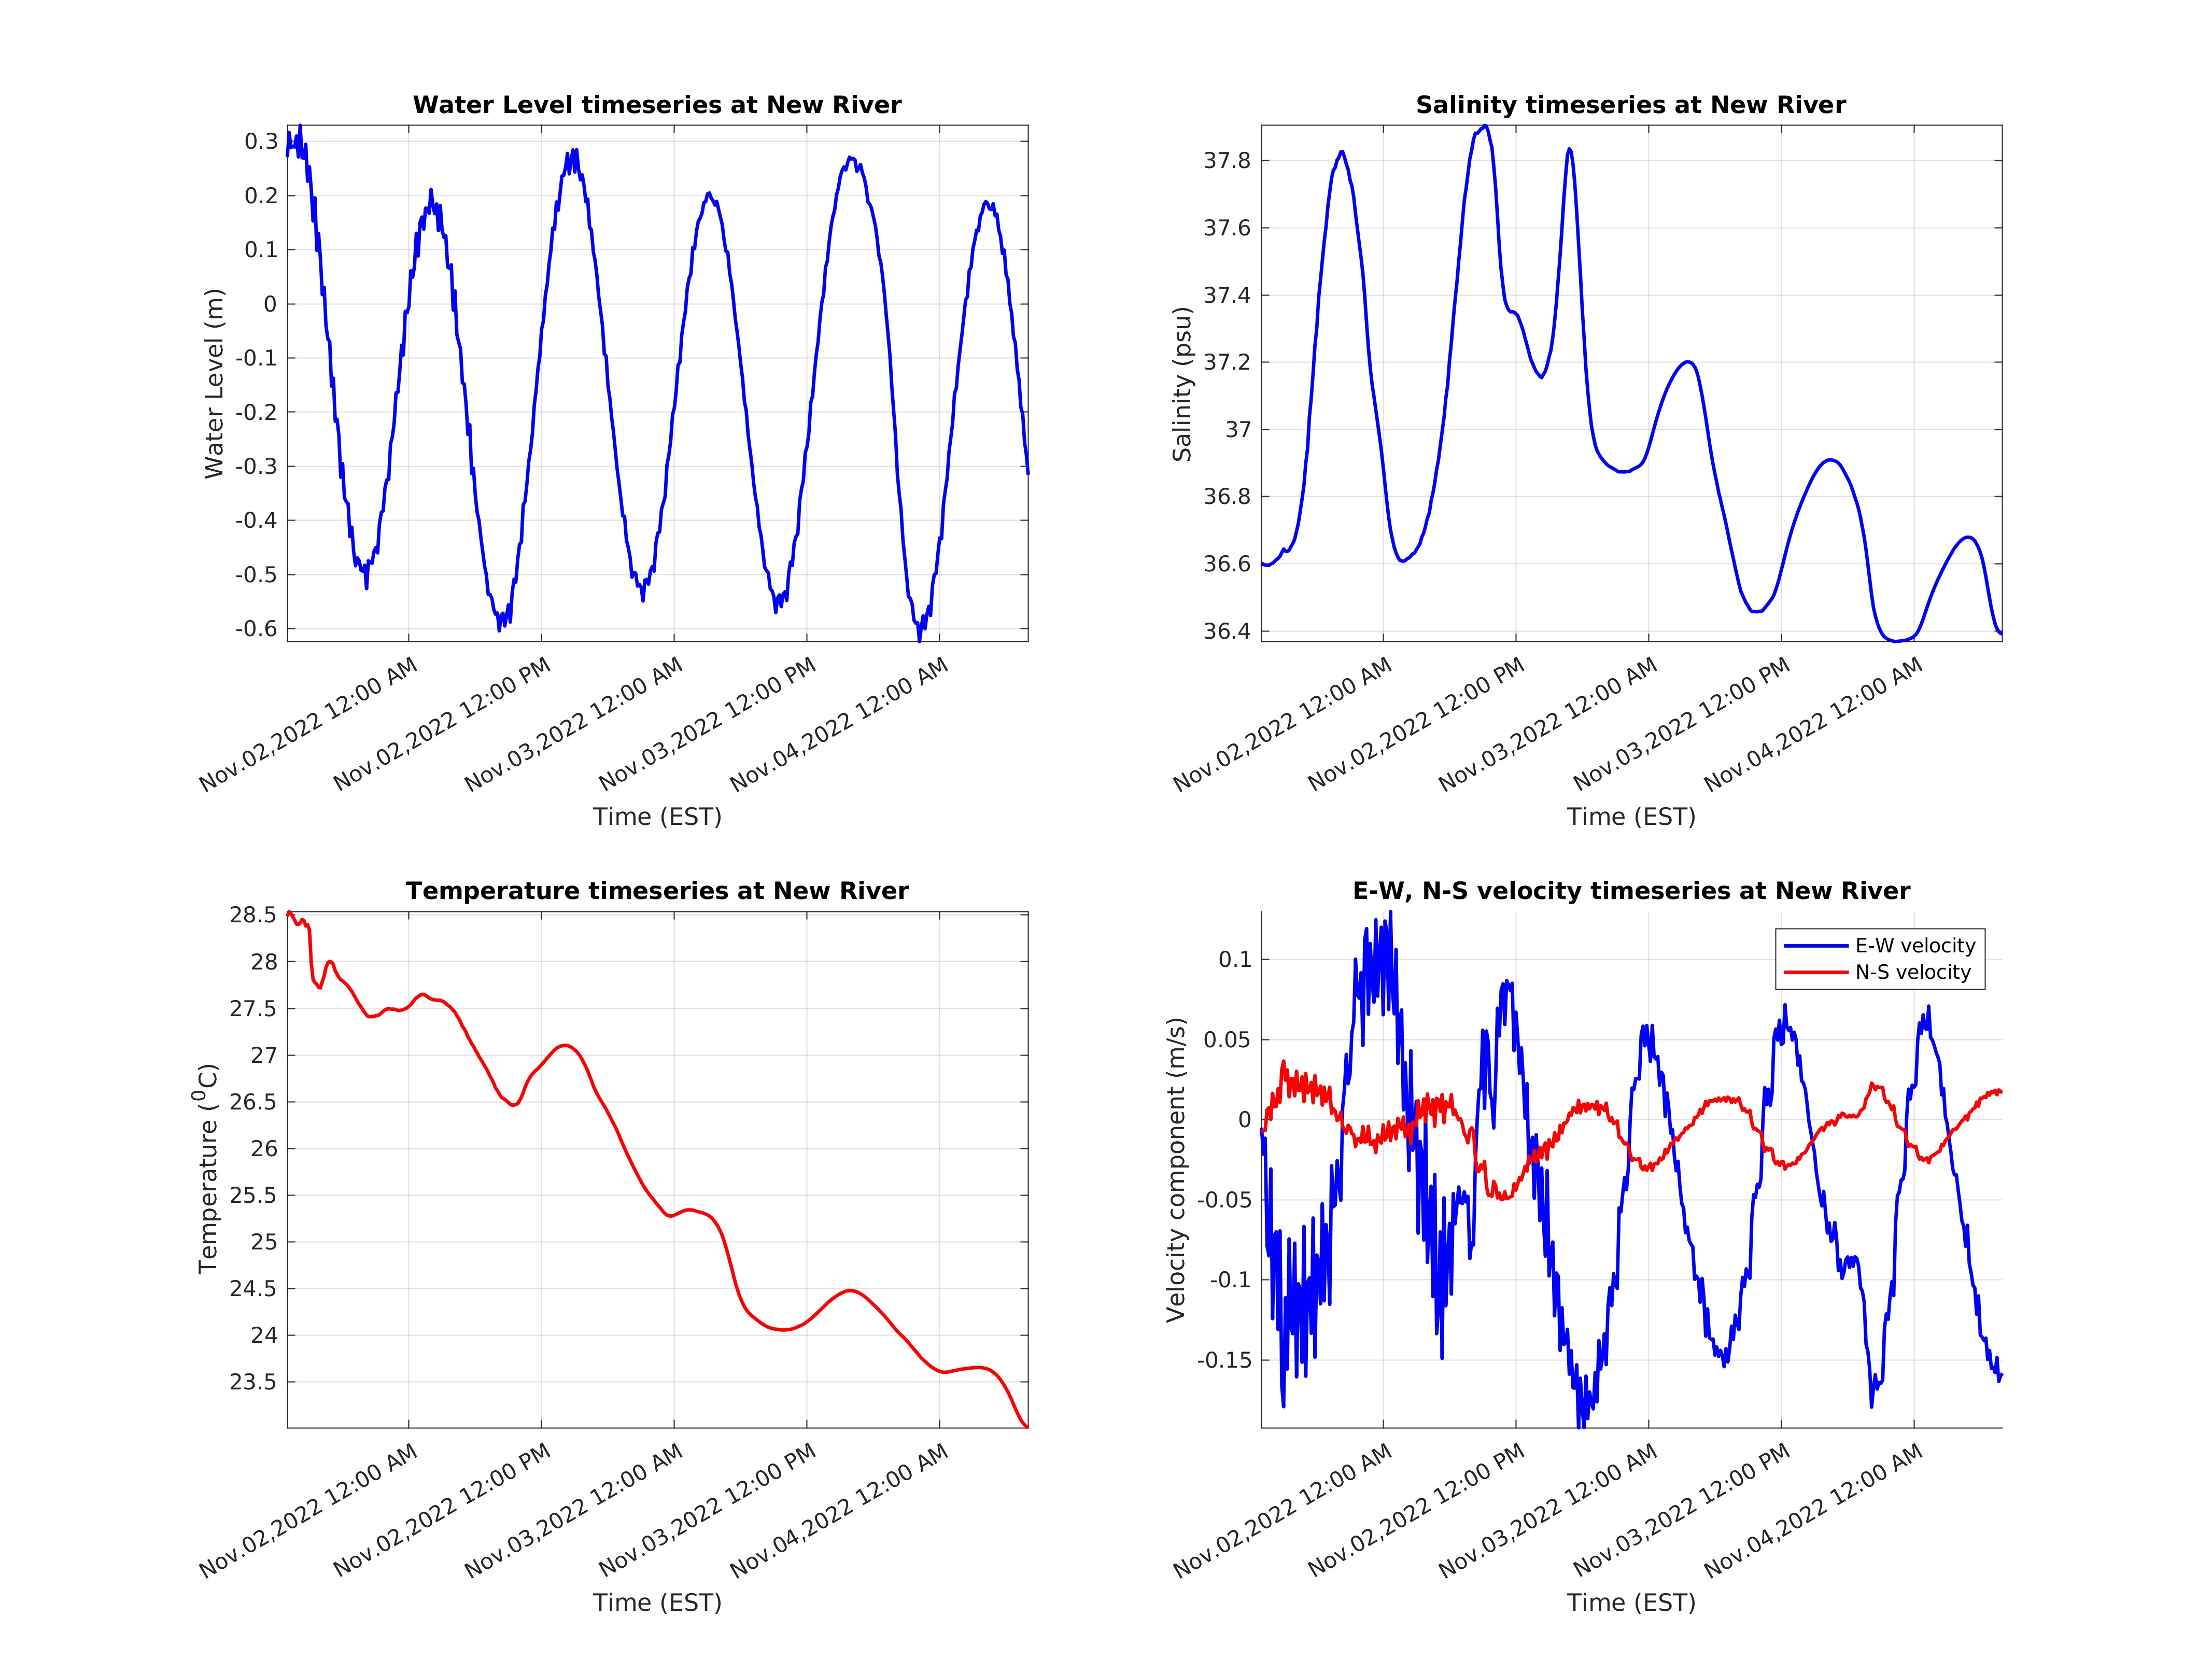 Water Level timeseries at New River
0.3
0.2
0.1
0
-0.1
-0.2
-0.3
-0.4
-0.5
-0.6
Water Level (m)
Nov.02,2022 12:00 AM
Nov.02,2022 12:00 PM
Nov.03,2022 12:00 AM
Nov.03,2022 12:00 PM
Nov.04,2022 12:00 AM
Time (EST)
Salinity timeseries at New River
37.8
37.6
37.4
37.2
37
36.8
36.6
36.4
Salinity (psu)
Nov.02,2022 12:00 AM
Nov.02,2022 12:00 PM
Nov.03,2022 12:00 AM
Nov.03,2022 12:00 PM
Nov.04,2022 12:00 AM
Time (EST)
Temperature timeseries at New River
28.5
28
27.5
27
26.5
26
25.5
25
24.5
24
23.5
Temperature (⁰C)
Nov.02,2022 12:00 AM
Nov.02,2022 12:00 PM
Nov.03,2022 12:00 AM
Nov.03,2022 12:00 PM
Nov.04,2022 12:00 AM
Time (EST)
E-W, N-S velocity timeseries at New River
E-W velocity
N-S velocity
0.1
0.05
0
-0.05
-0.1
-0.15
Velocity component (m/s)
Nov.02,2022 12:00 AM
Nov.02,2022 12:00 PM
Nov.03,2022 12:00 AM
Nov.03,2022 12:00 PM
Nov.04,2022 12:00 AM
Time (EST)